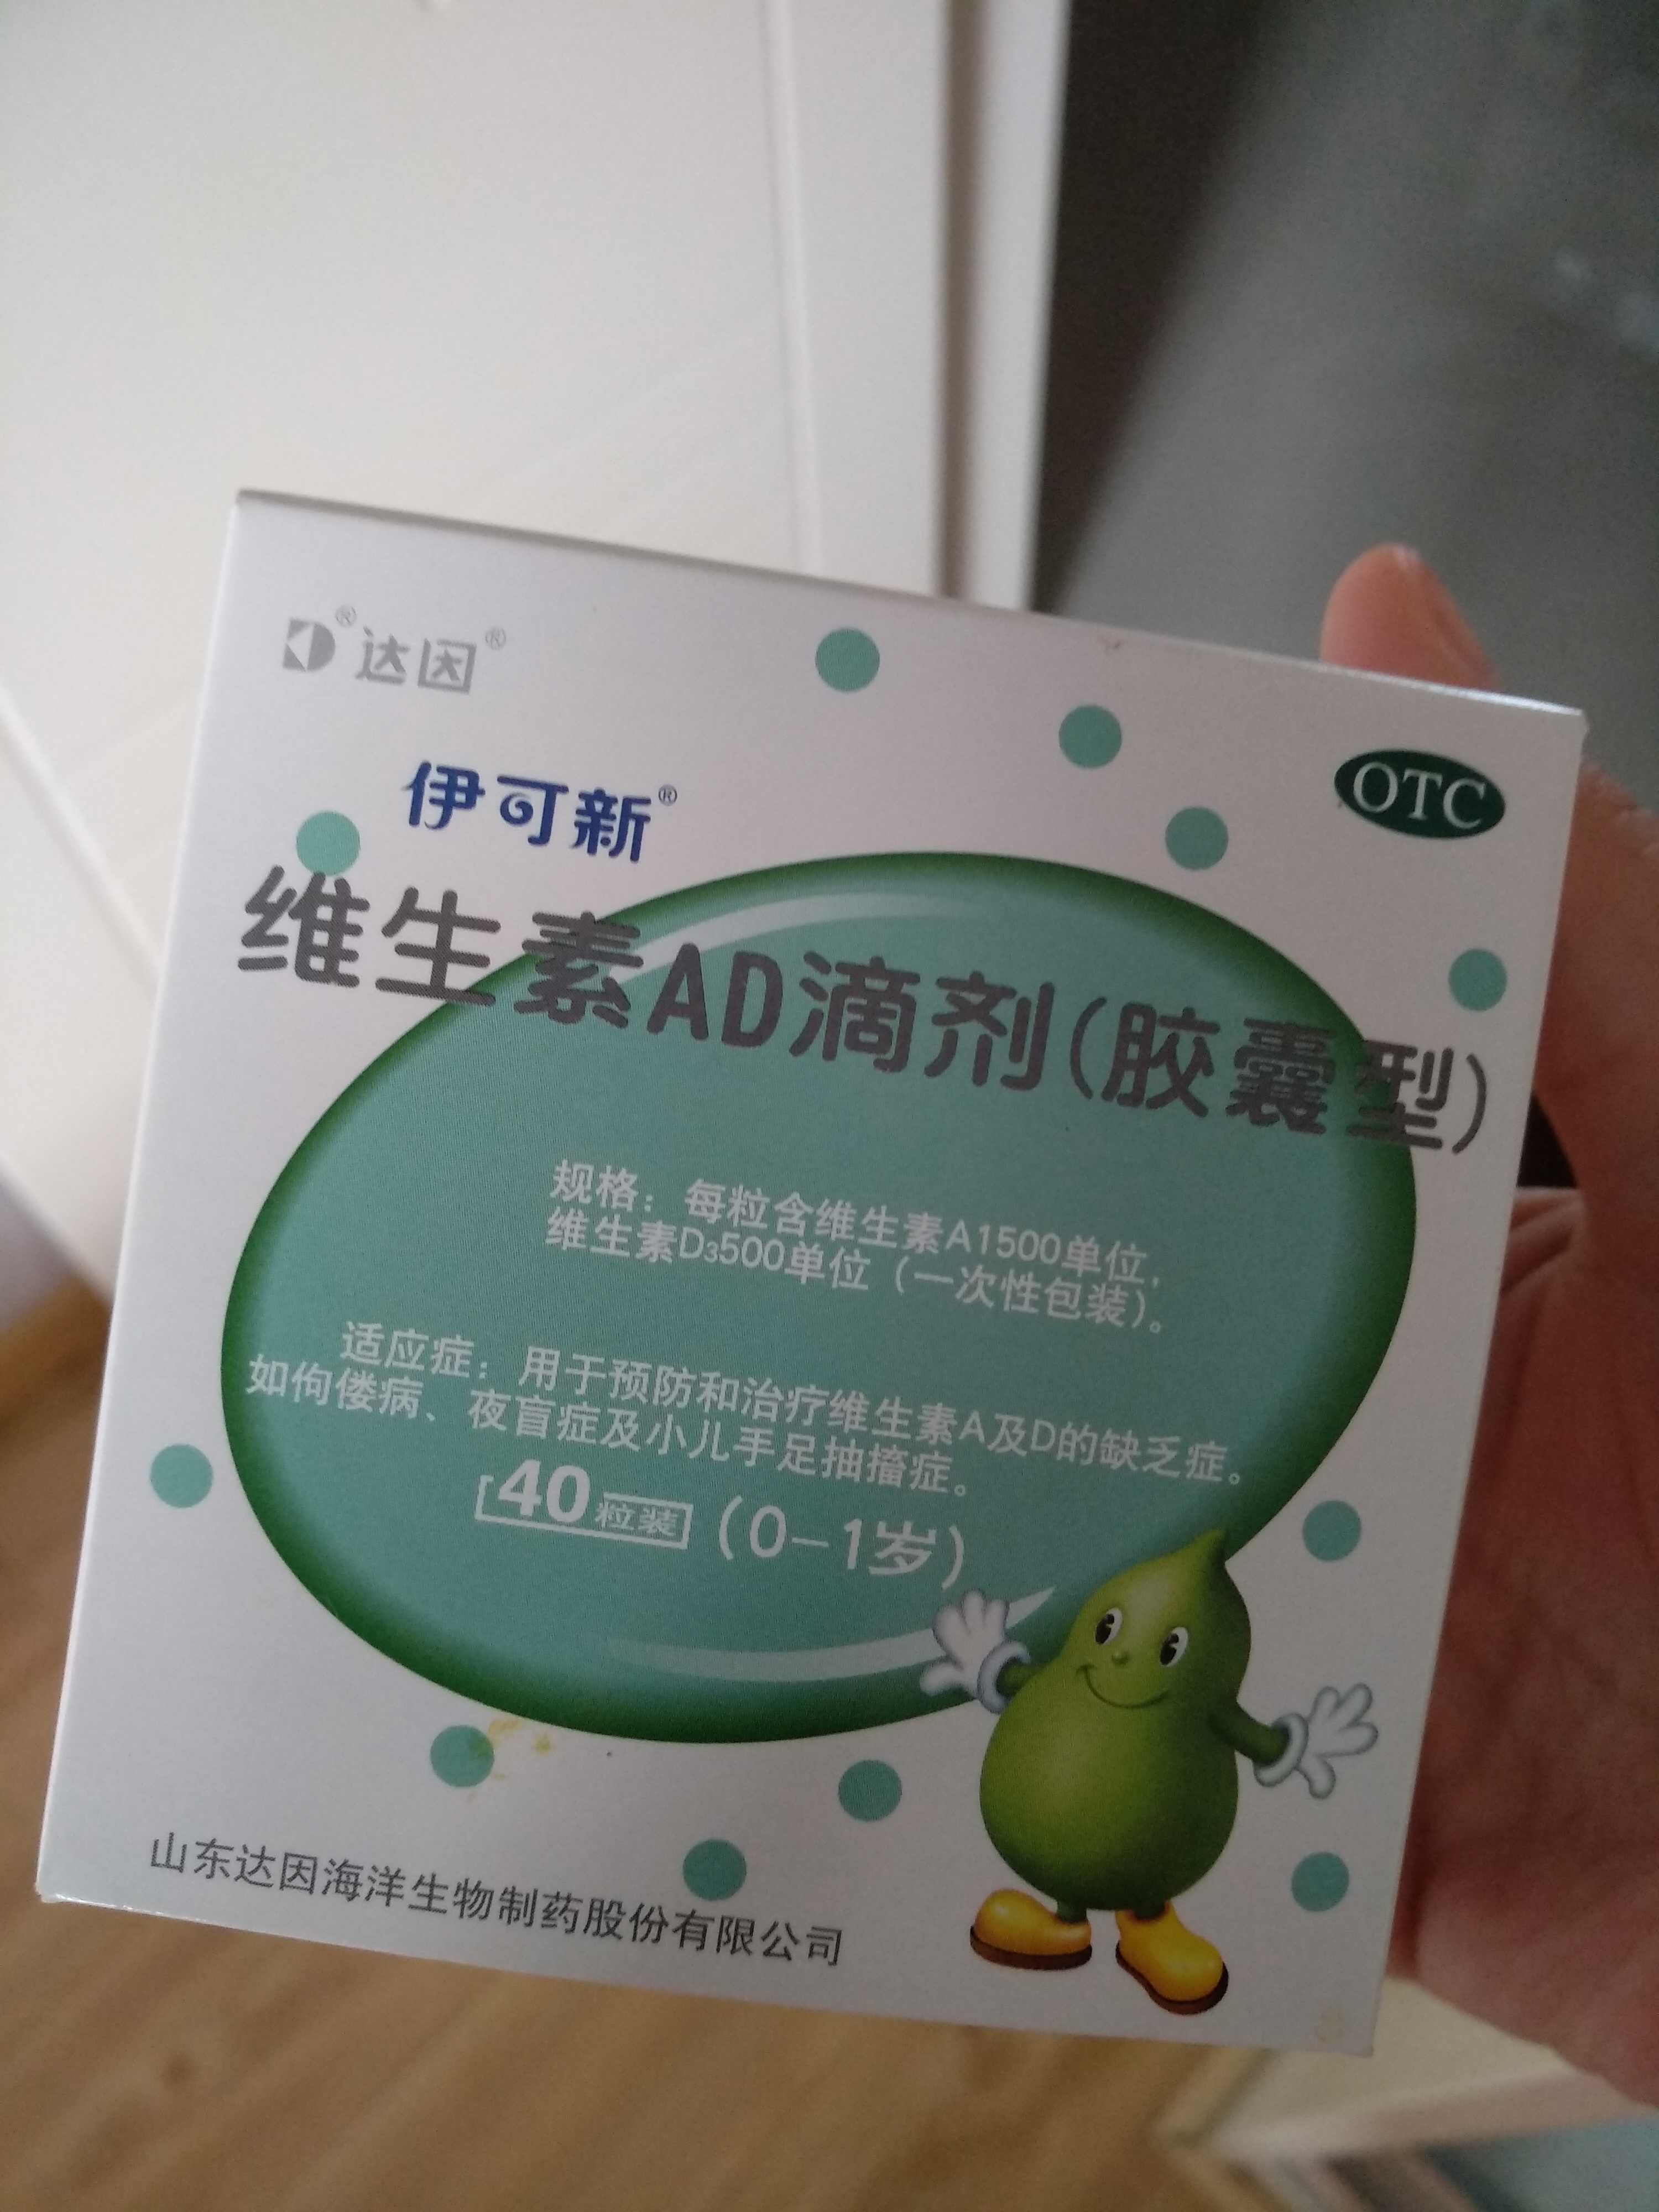 D®达因®
OTC
伊可新®
维生素AD滴剂(胶囊型)
规格：每粒含维生素A1500单位，
维生素D₃500单位（一次性包装）。
适应症：用于预防和治疗维生素A及D的缺乏症。
如佝偻病、夜盲症及小儿手足抽搐症。
40粒装（0-1岁）
山东达因海洋生物制药股份有限公司